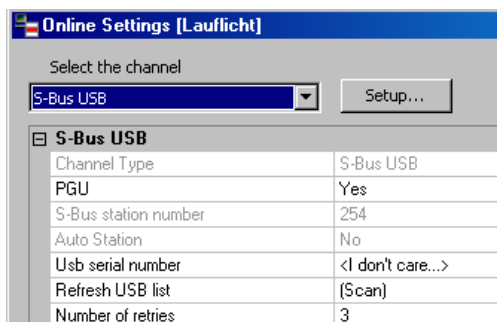 Online Settings [Lauflicht]
Select the channel
S-Bus USB
Setup...
S-Bus USB
Channel Type S-Bus USB
PGU Yes
S-Bus station number 254
Auto Station No
Usb serial number <I don't care...>
Refresh USB list (Scan)
Number of retries 3